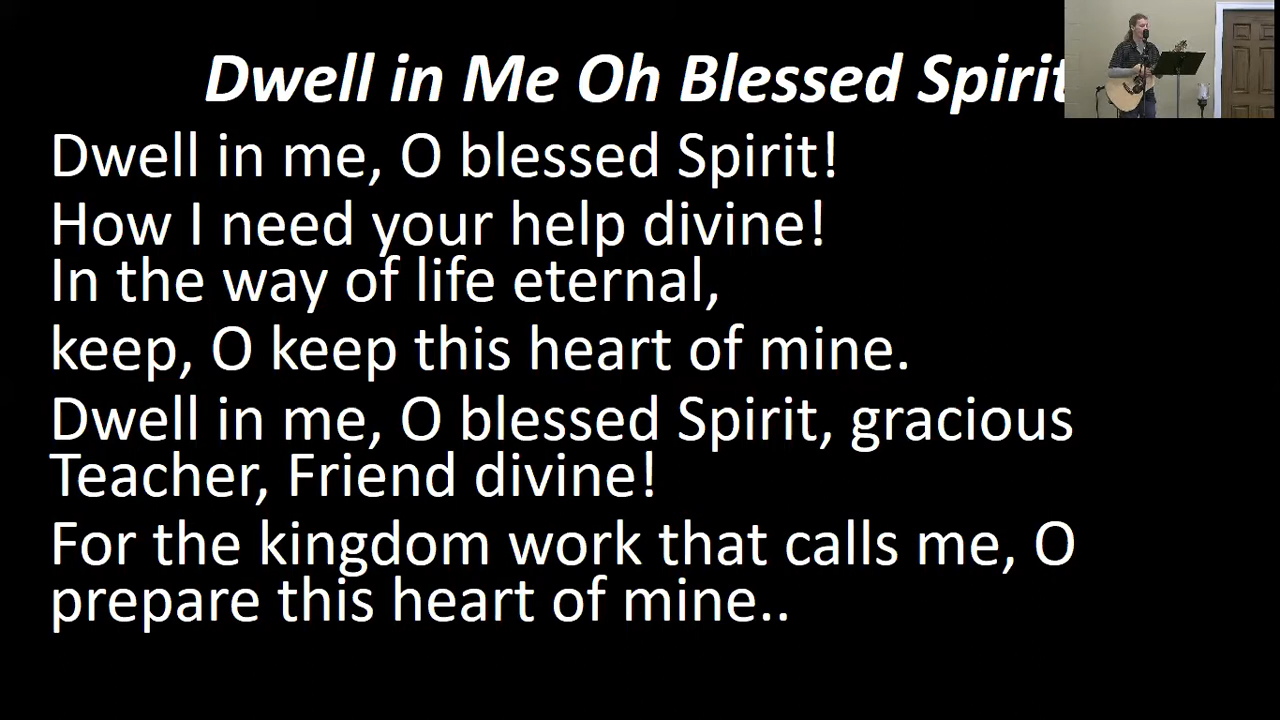 Dwell in Me Oh Blessed Spirit
Dwell in me, O blessed Spirit!
How I need your help divine!
In the way of life eternal,
keep, O keep this heart of mine.
Dwell in me, O blessed Spirit, gracious
Teacher, Friend divine!
For the kingdom work that calls me, O
prepare this heart of mine..